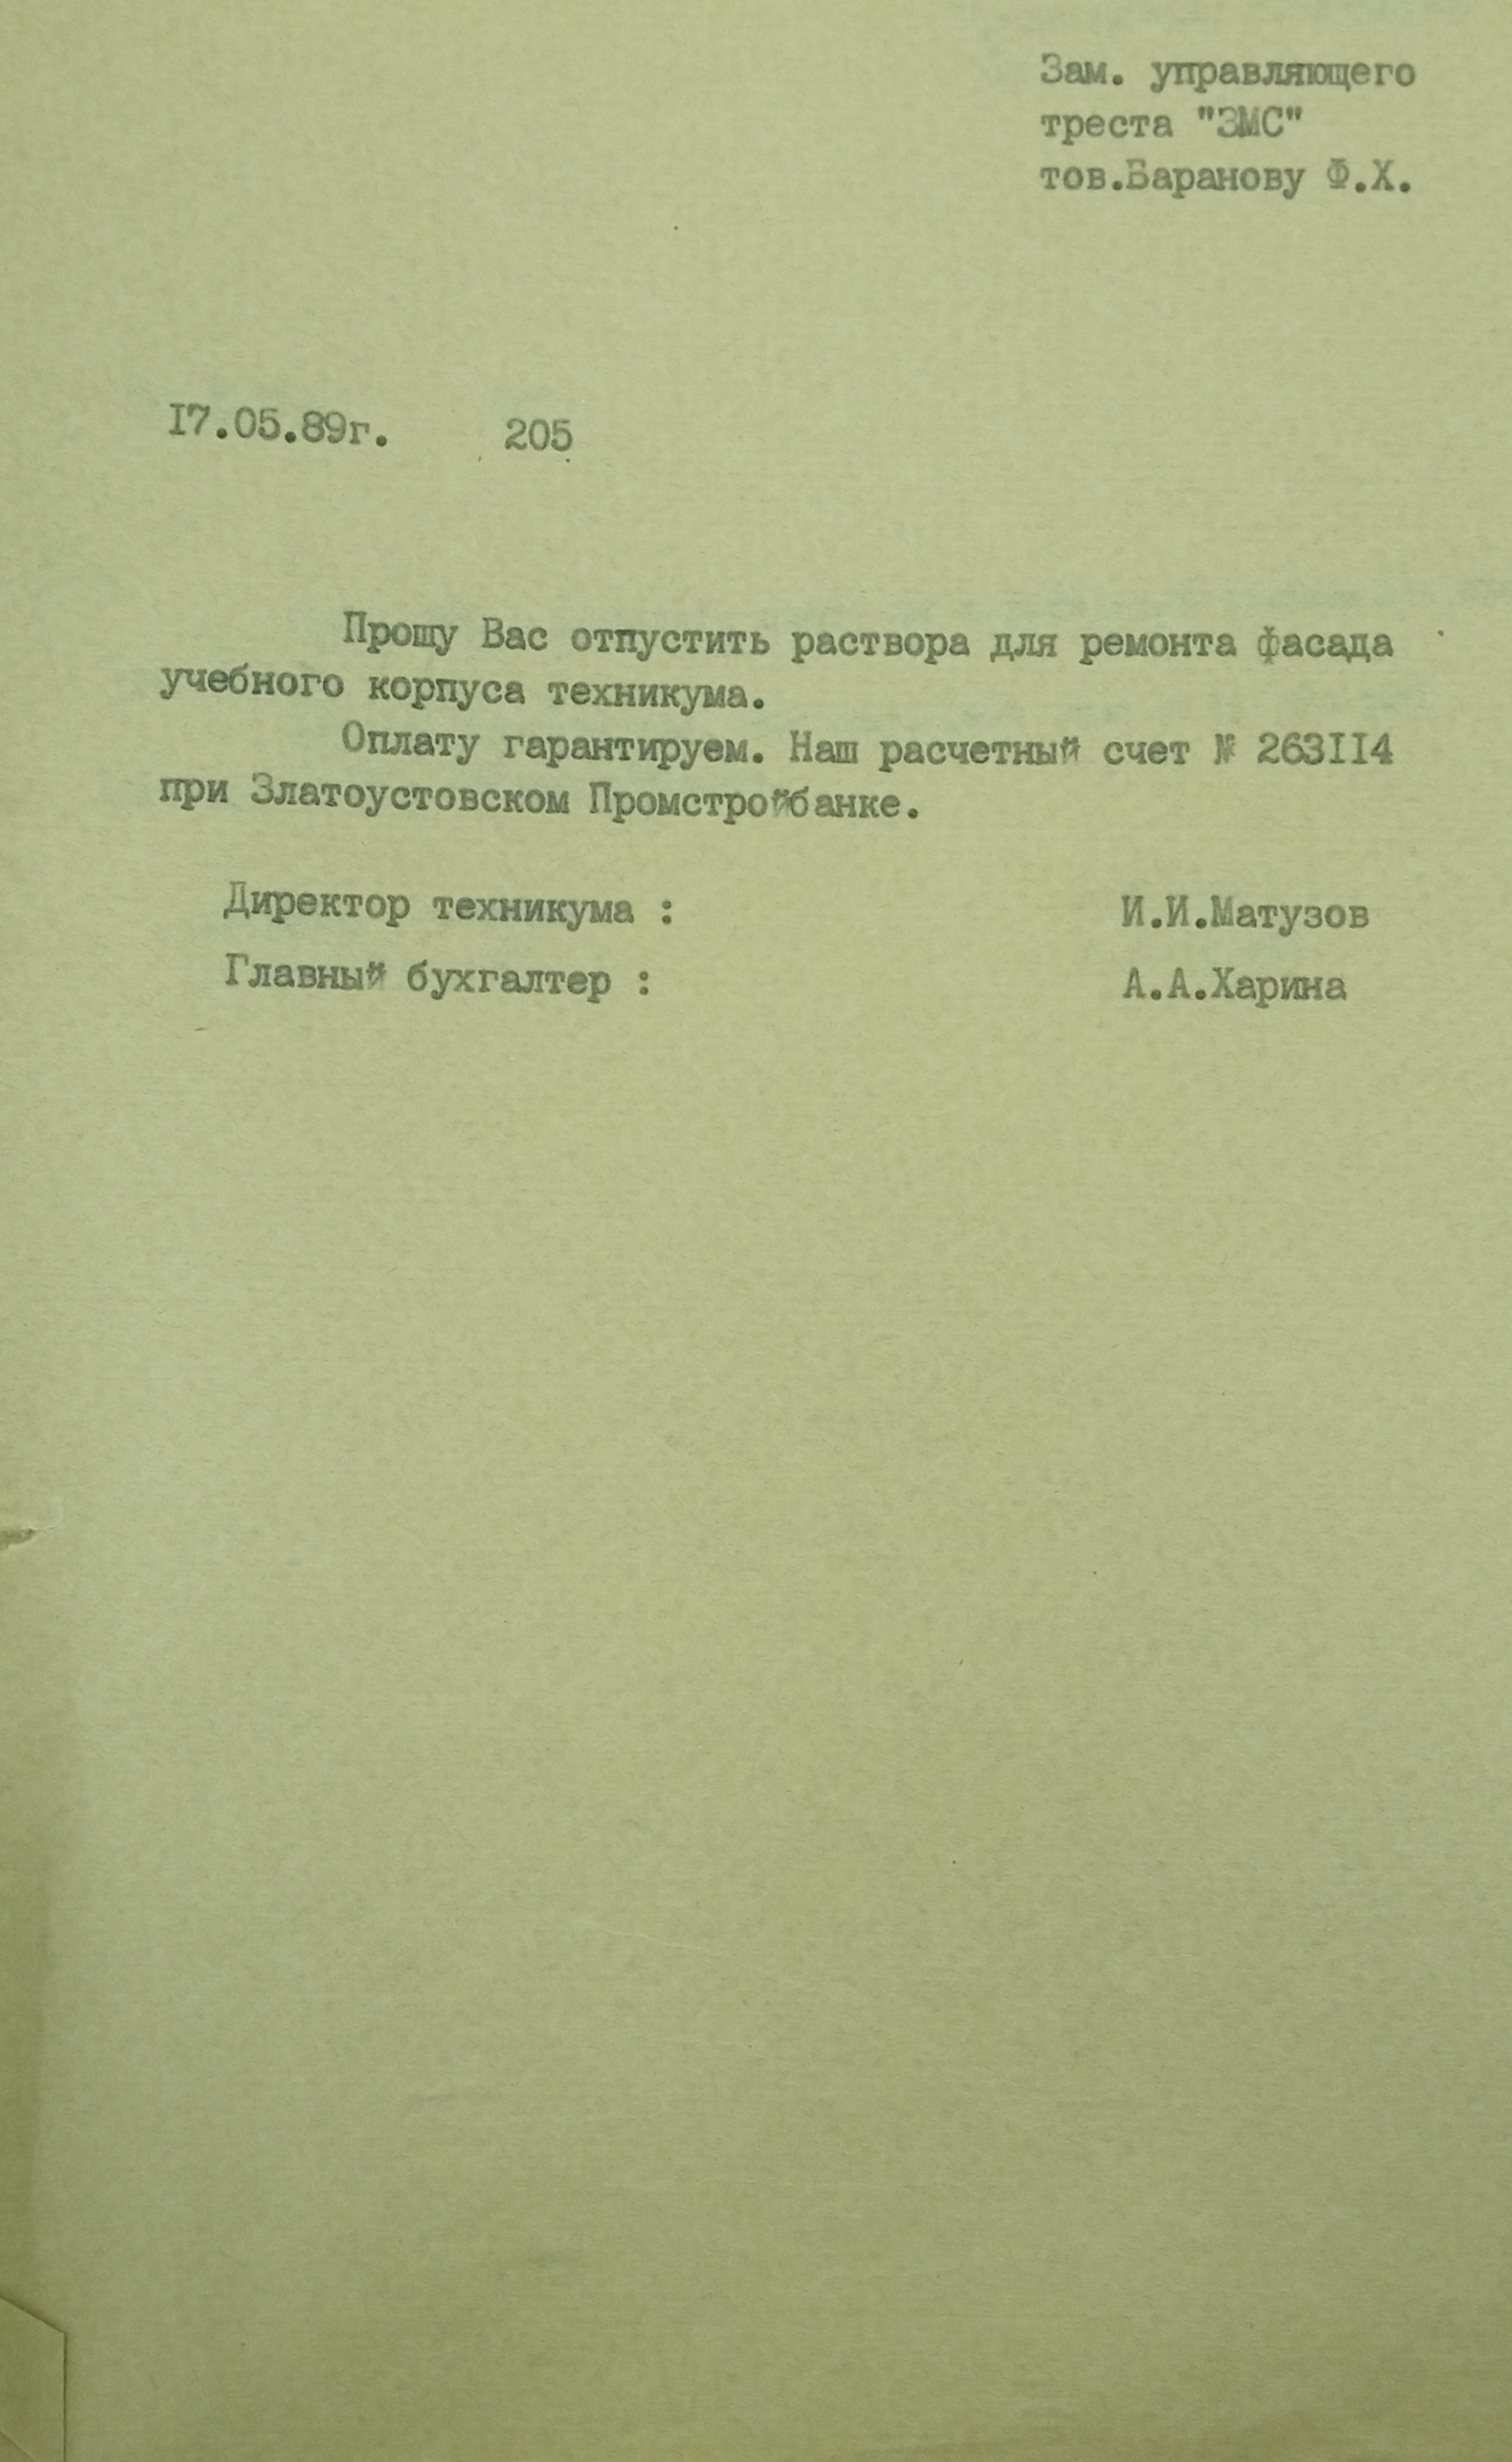 Зам. управляющего
треста "ЗМС"
тов.Баранову Ф.Х.
I7.05.89г. 205
Прошу Вас отпустить раствора для ремонта фасада
учебного корпуса техникума.
Оплату гарантируем. Наш расчетный счет № 263II4
при Златоустовском Промстройбанке.
Директор техникума : И.И.Матузов
Главный бухгалтер : А.А.Харина